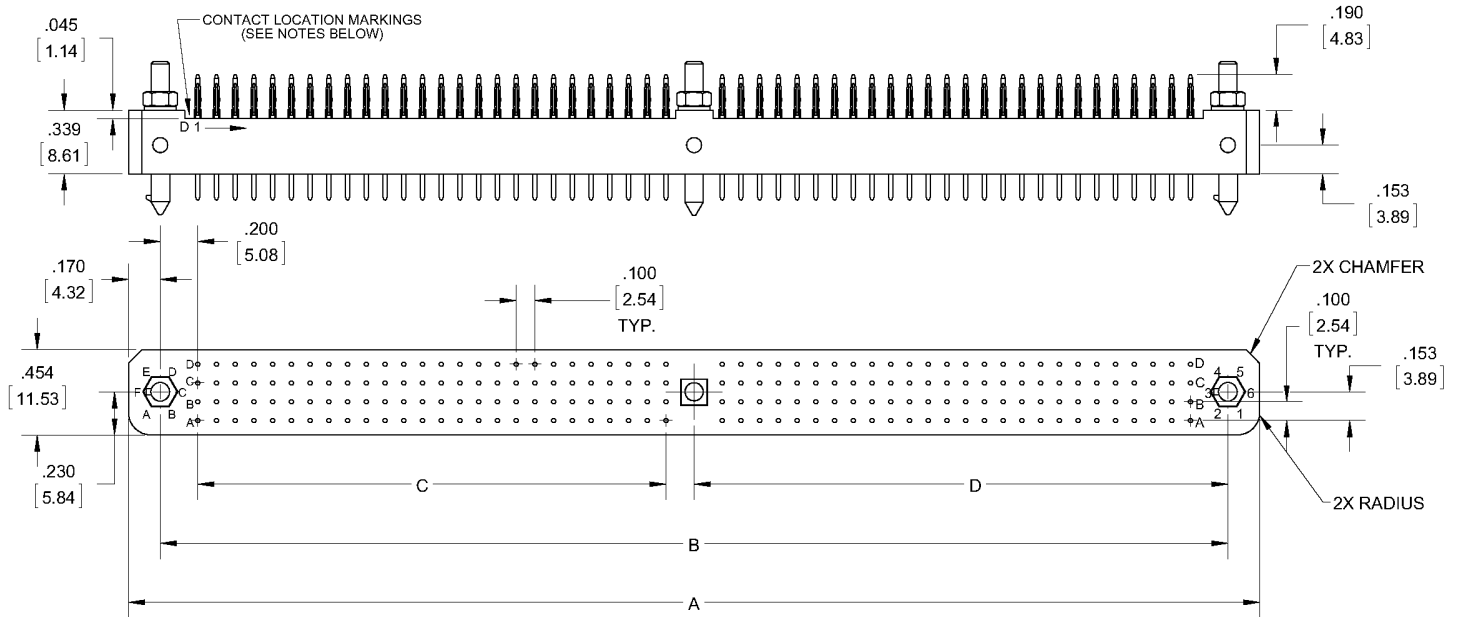 .045
[1.14]
CONTACT LOCATION MARKINGS
(SEE NOTES BELOW)
.190
[4.83]
.339
[8.61]
D 1
.153
[3.89]
.200
[5.08]
.170
[4.32]
.100
[2.54]
TYP.
2X CHAMFER
.100
[2.54]
TYP.
.153
[3.89]
.454
[11.53]
E D
F C
A B
D
C
B
A
D
C
B
A
4 5
3 6
2 1
.230
[5.84]
C
D
2X RADIUS
B
A